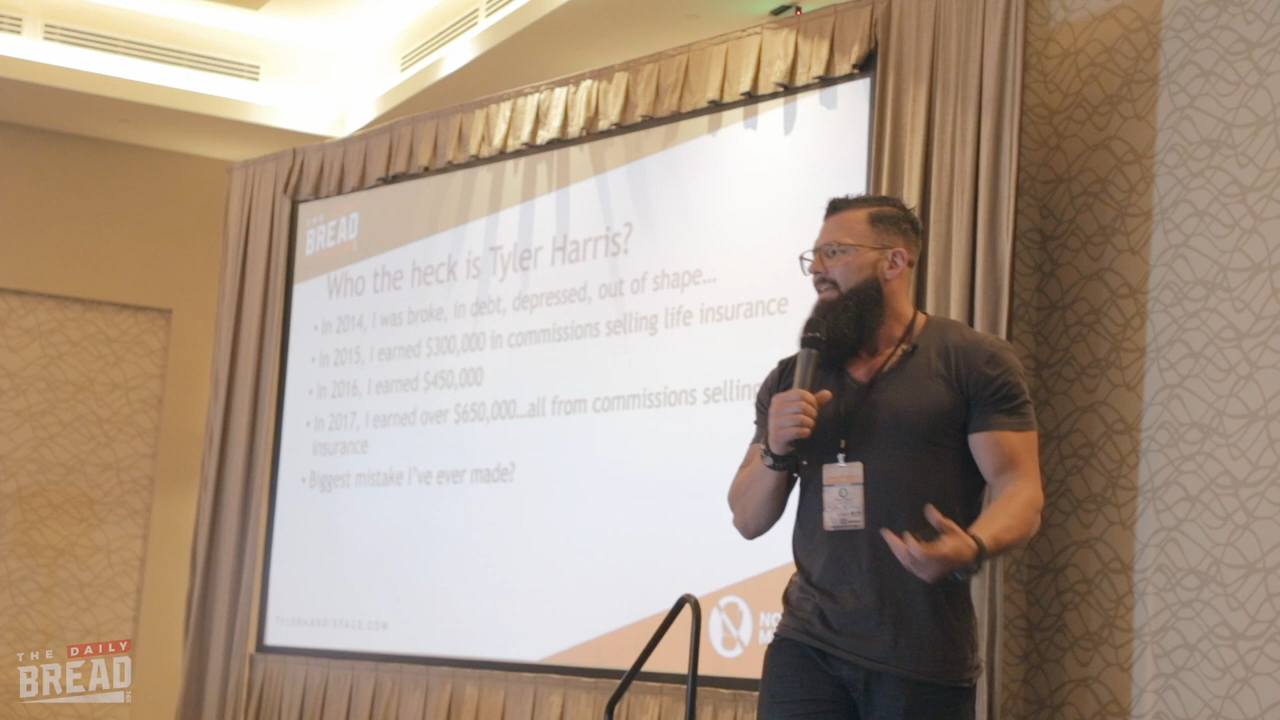 BREAD
Who the heck is Tyler Harris?
• In 2014, I was broke, in debt, depressed, out of shape...
• In 2015, I earned $300,000 in commissions selling life insurance
• In 2016, I earned $450,000
• In 2017, I earned over $650,000...all from commissions selling
insurance
• Biggest mistake I've ever made?
NO
THE DAILY
BREAD